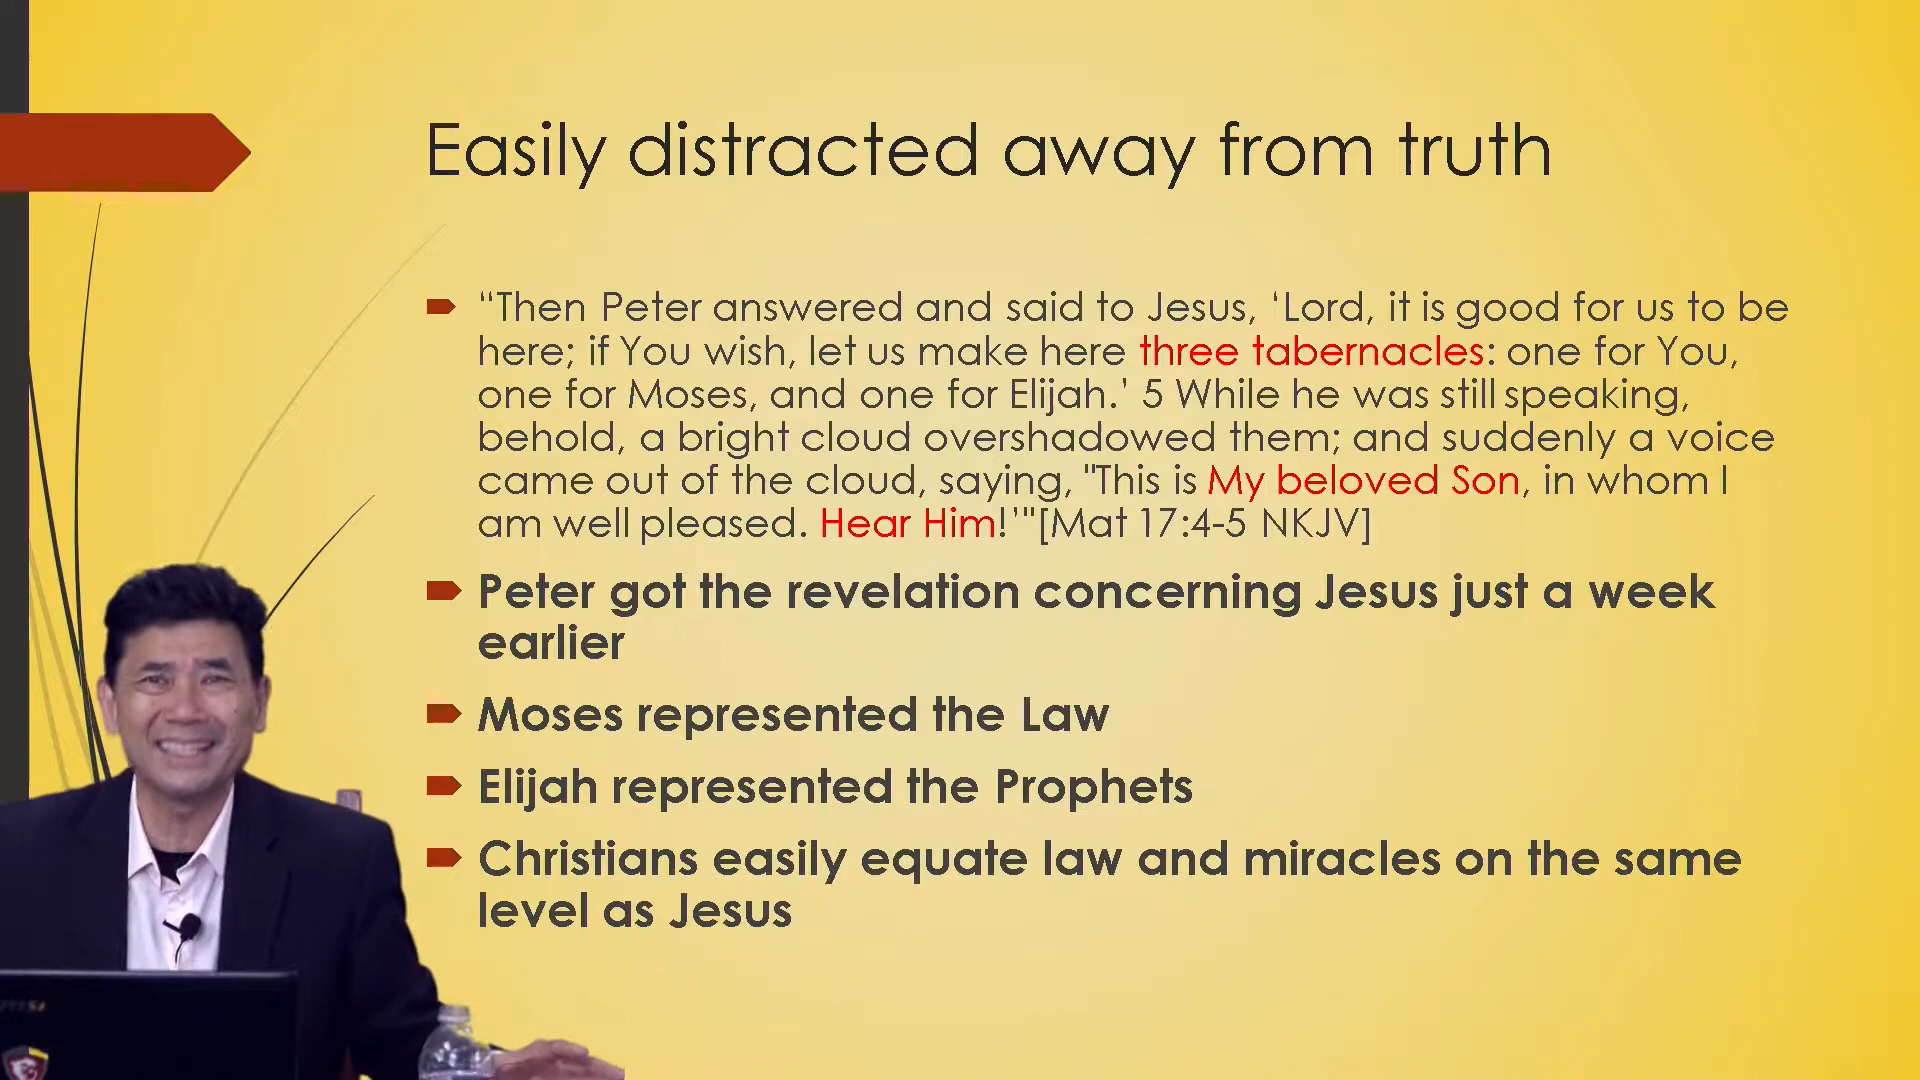 Easily distracted away from truth
“Then Peter answered and said to Jesus, ‘Lord, it is good for us to be
here; if You wish, let us make here three tabernacles: one for You,
one for Moses, and one for Elijah.’ 5 While he was still speaking,
behold, a bright cloud overshadowed them; and suddenly a voice
came out of the cloud, saying, "This is My beloved Son, in whom I
am well pleased. Hear Him!’"[Mat 17:4-5 NKJV]
Peter got the revelation concerning Jesus just a week
earlier
Moses represented the Law
Elijah represented the Prophets
Christians easily equate law and miracles on the same
level as Jesus
msi